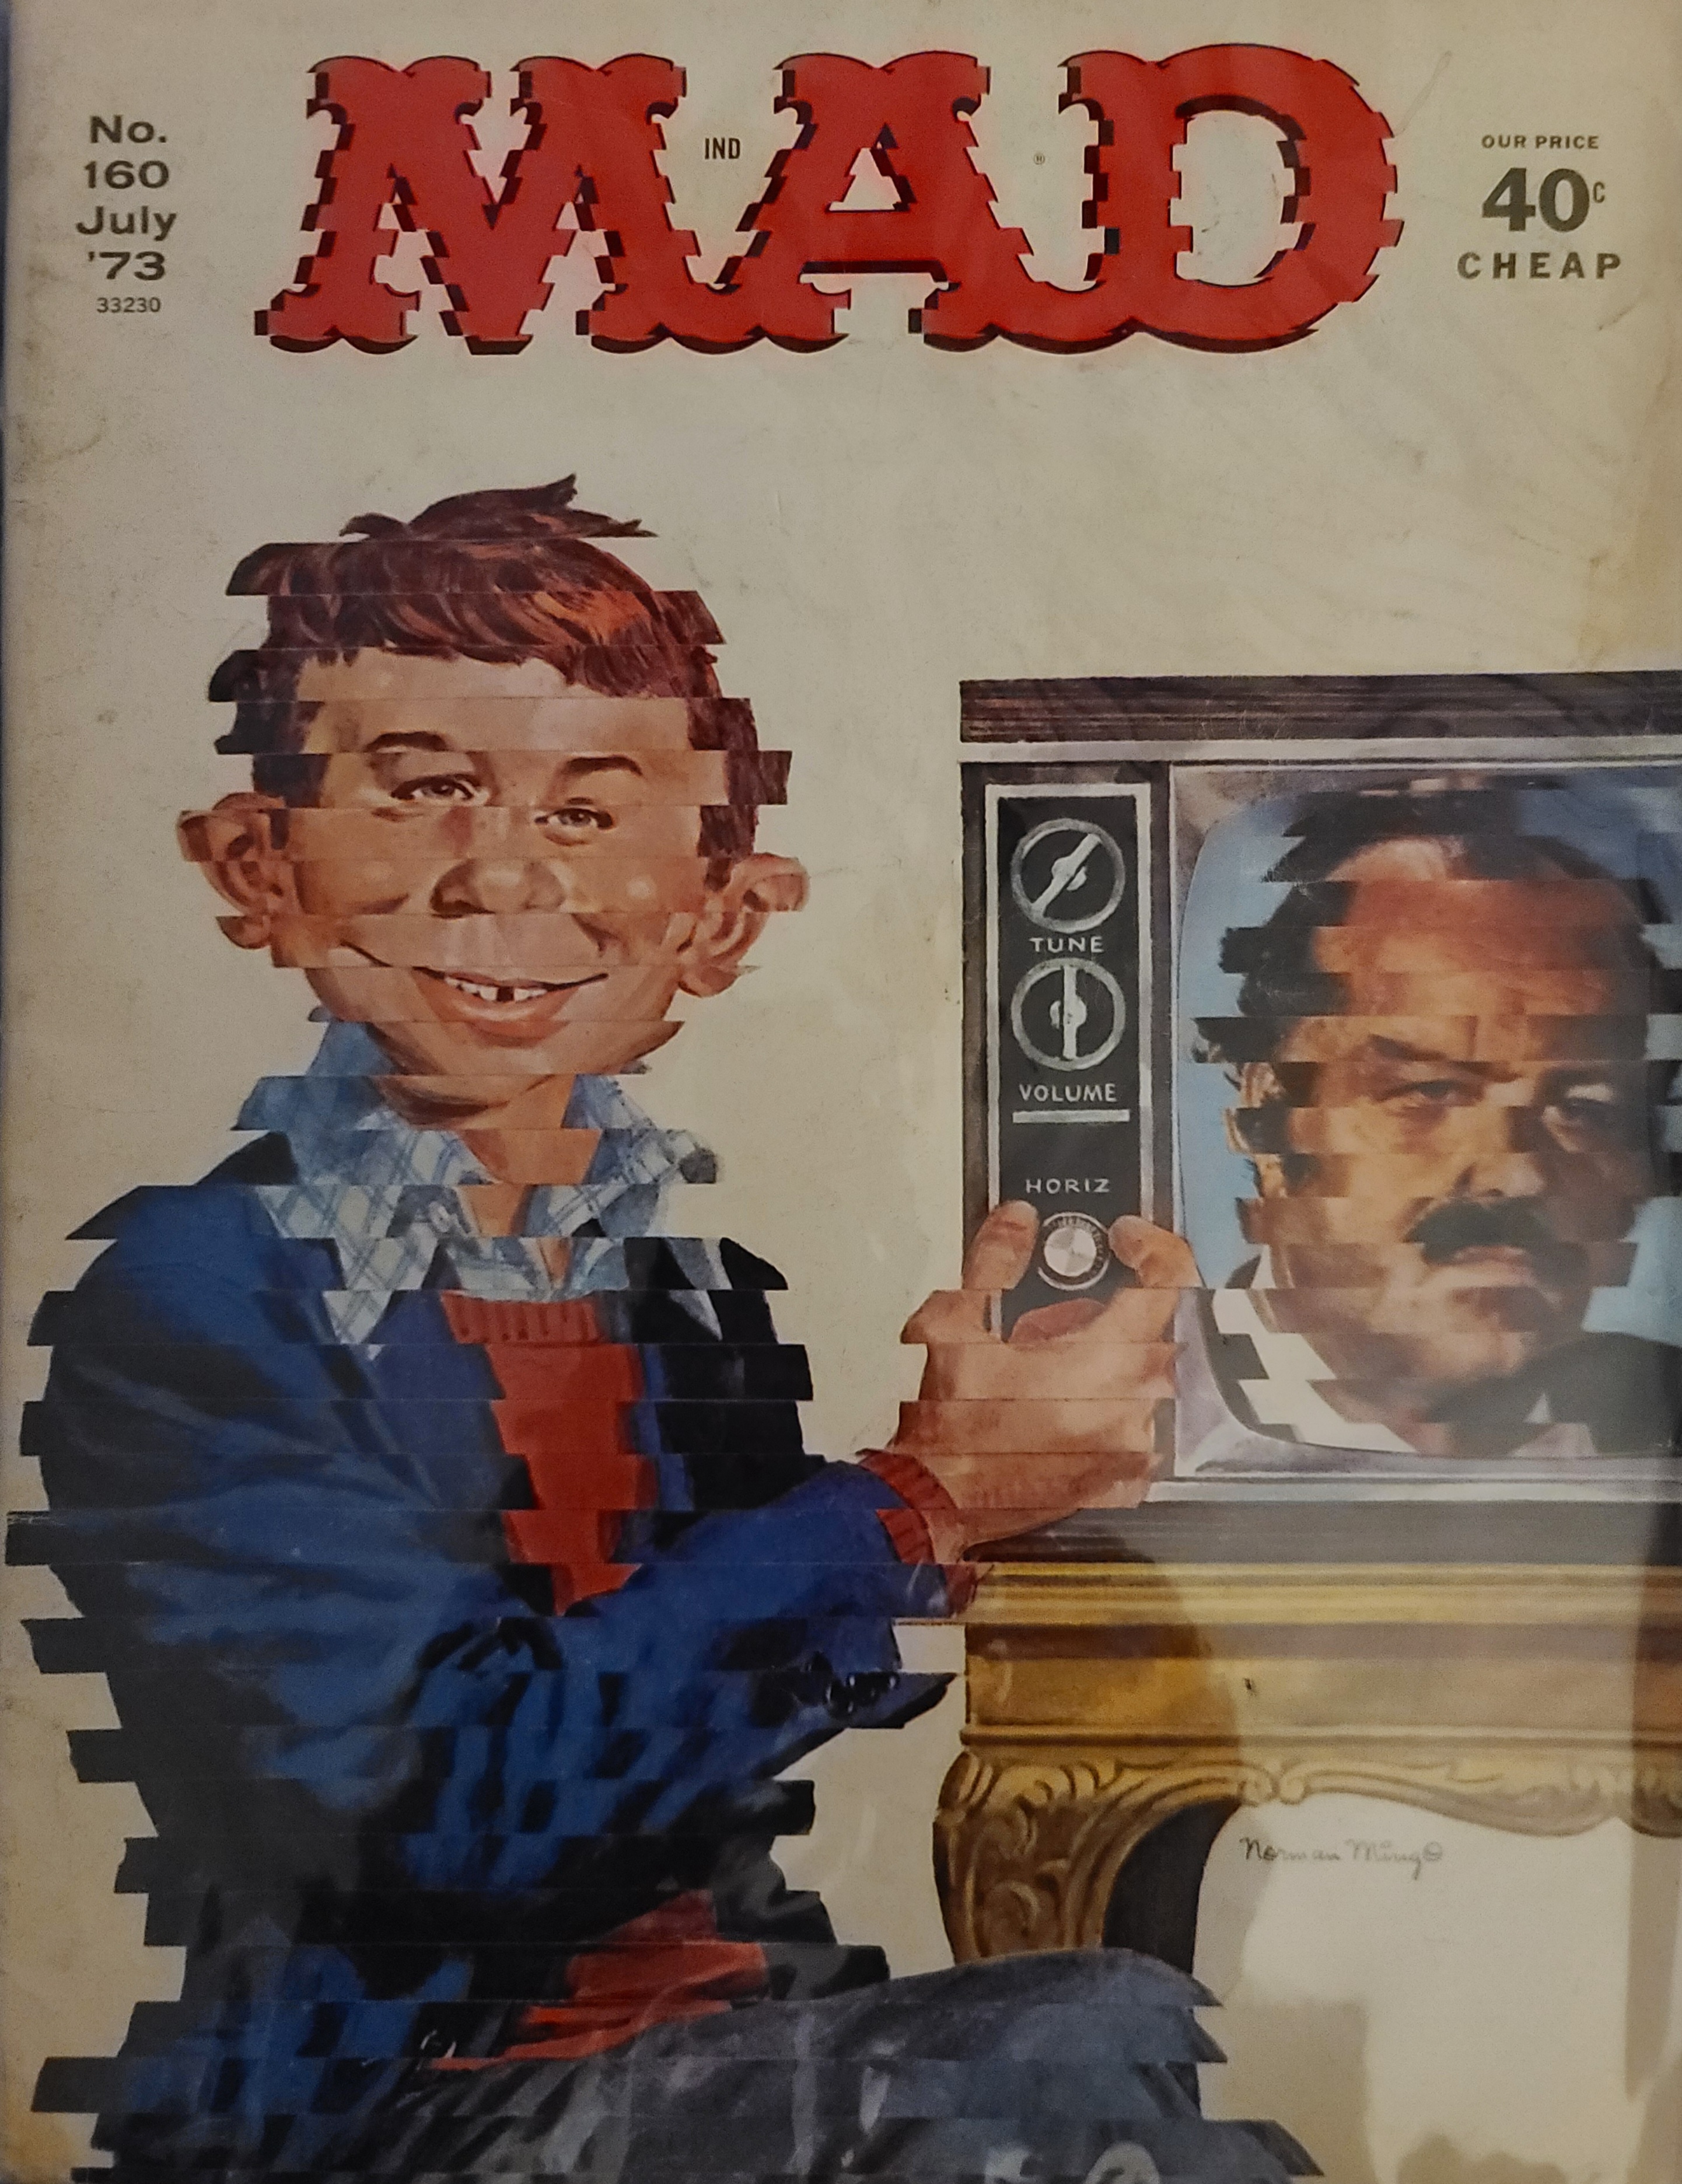 No.
160
July
'73
33230
MAD
IND
®
OUR PRICE
40¢
CHEAP
TUNE
VOLUME
HORIZ
Norman Mingo